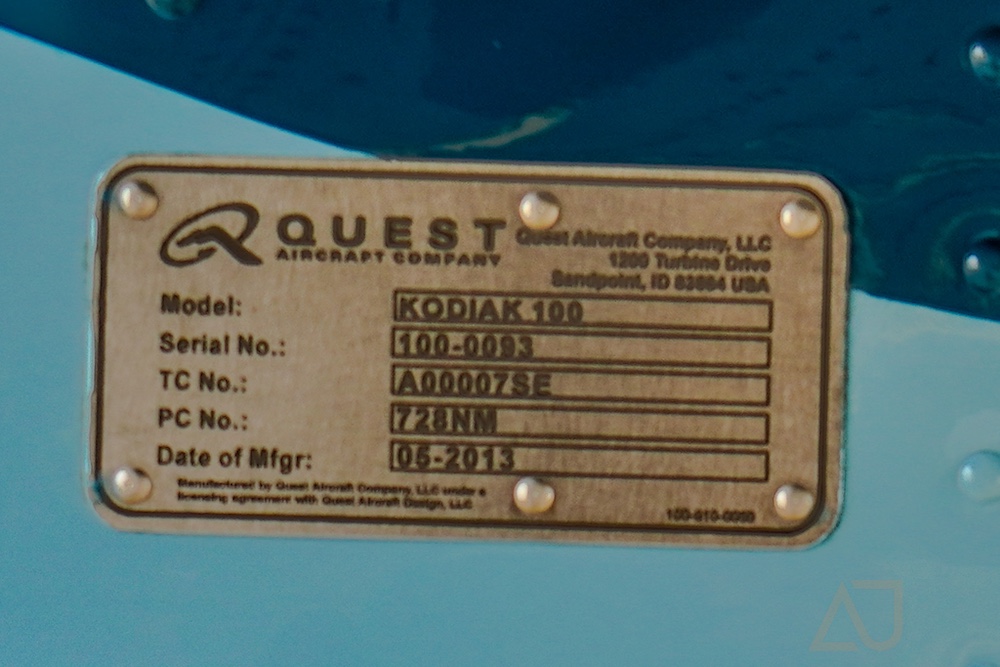 QUEST
AIRCRAFT COMPANY
Quest Aircraft Company, LLC
1200 Turbine Drive
Sandpoint, ID 83864 USA
Model: KODIAK 100
Serial No.: 100-0093
TC No.: A00007SE
PC No.: 728NM
Date of Mfgr: 05-2013
Manufactured by Quest Aircraft Company, LLC under a
licensing agreement with Quest Aircraft Design, LLC
AJ